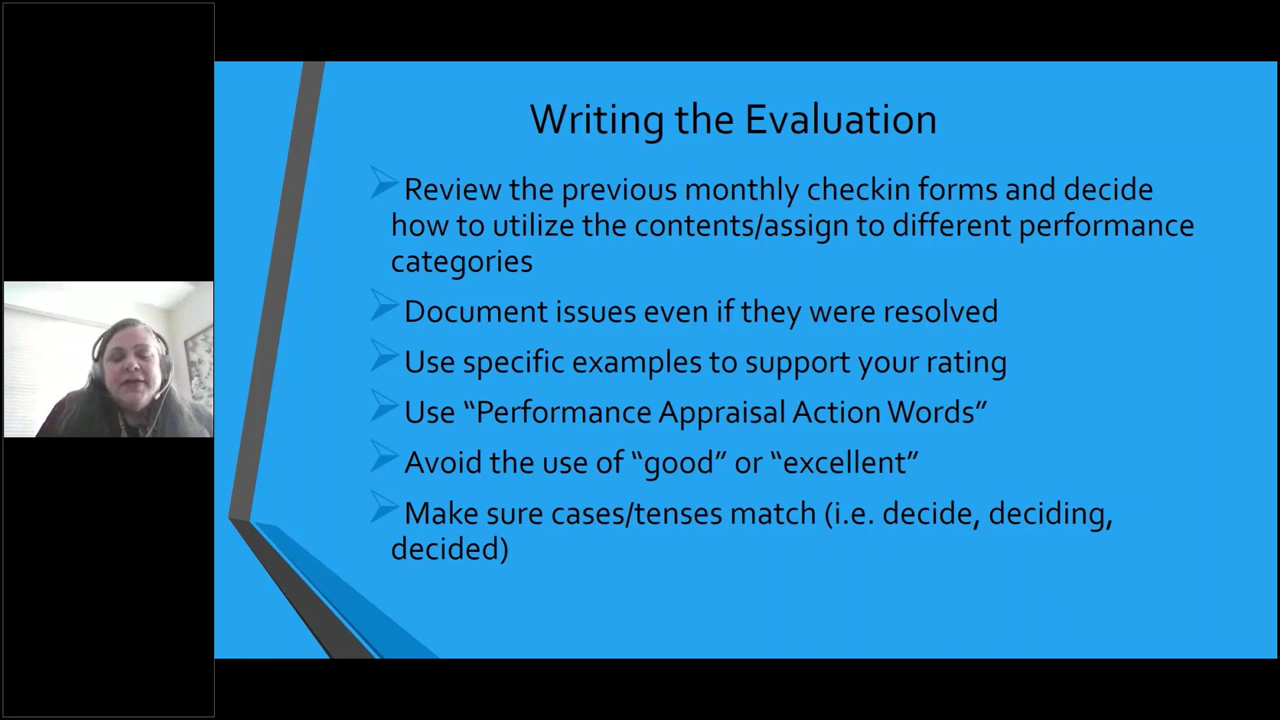 Writing the Evaluation
Review the previous monthly checkin forms and decide
how to utilize the contents/assign to different performance
categories
Document issues even if they were resolved
Use specific examples to support your rating
Use “Performance Appraisal Action Words”
Avoid the use of “good” or “excellent”
Make sure cases/tenses match (i.e. decide, deciding,
decided)